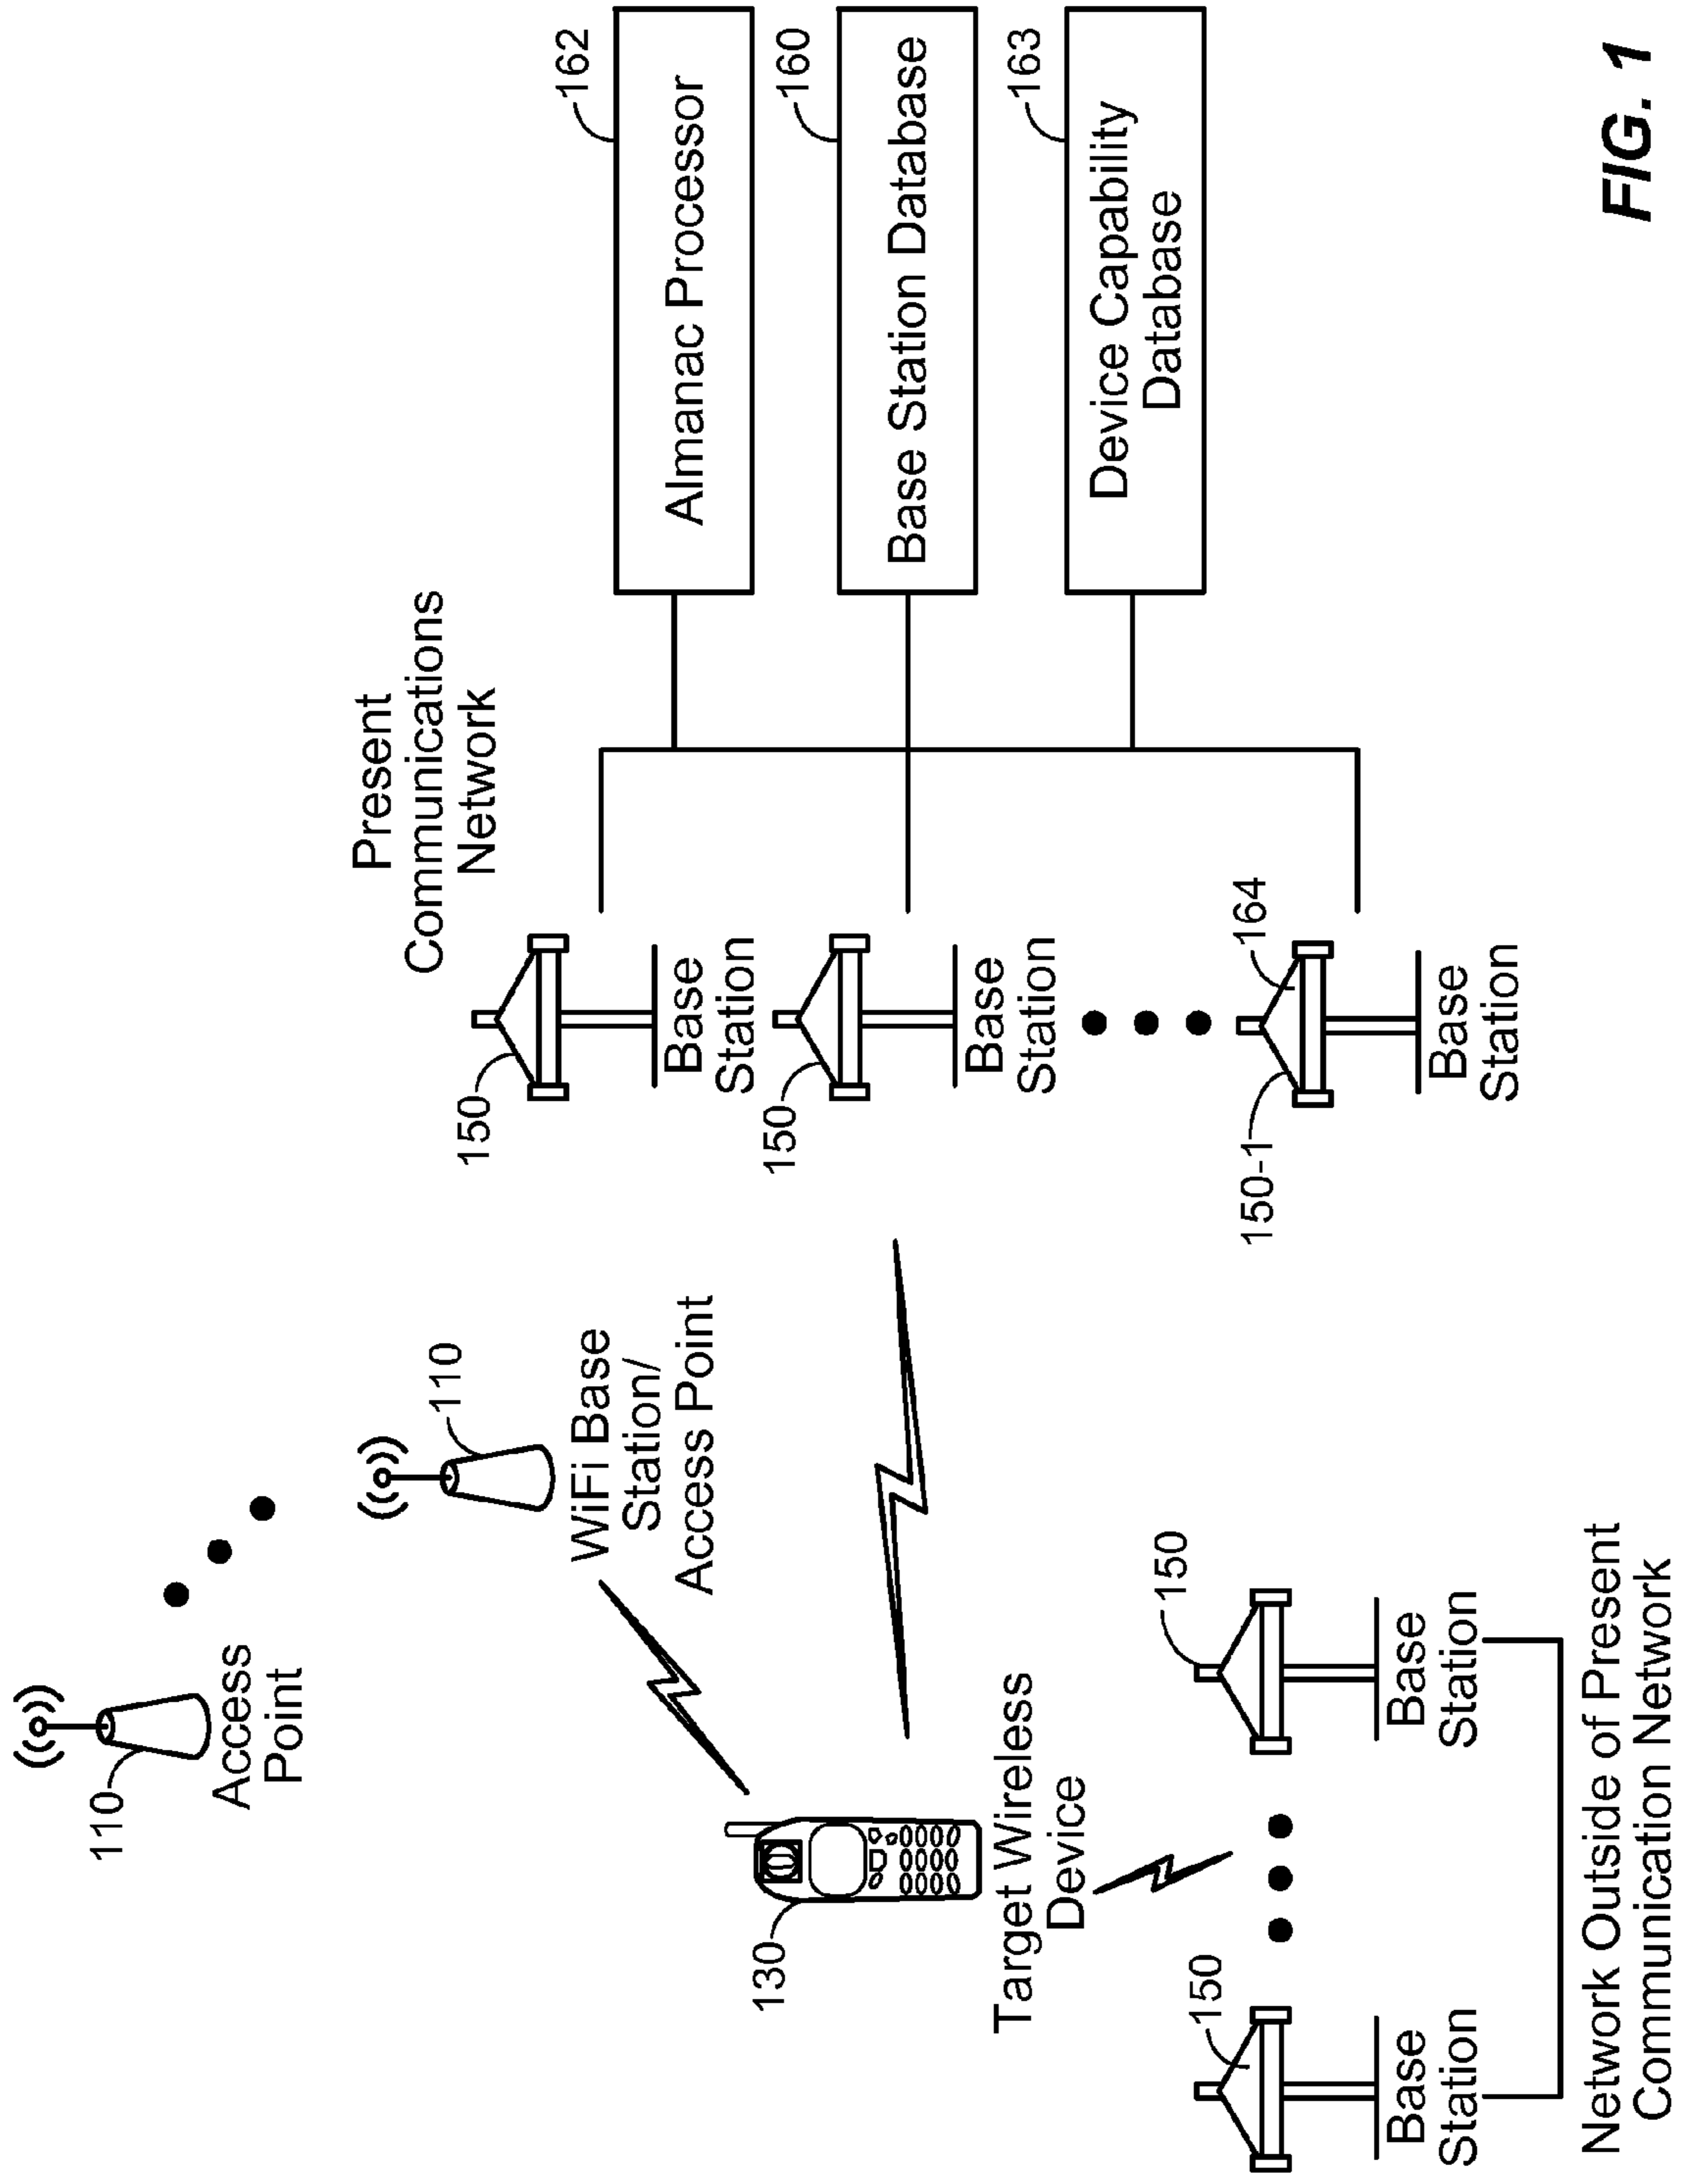 110
Access
Point
110
WiFi Base
Station/
Access Point
130
Target Wireless
Device
150
Base
Station
150
Base
Station
Network Outside of Present
Communication Network
Present
Communications
Network
150
Base
Station
150
Base
Station
150-1
164
Base
Station
162
Almanac Processor
160
Base Station Database
163
Device Capability
Database
FIG. 1